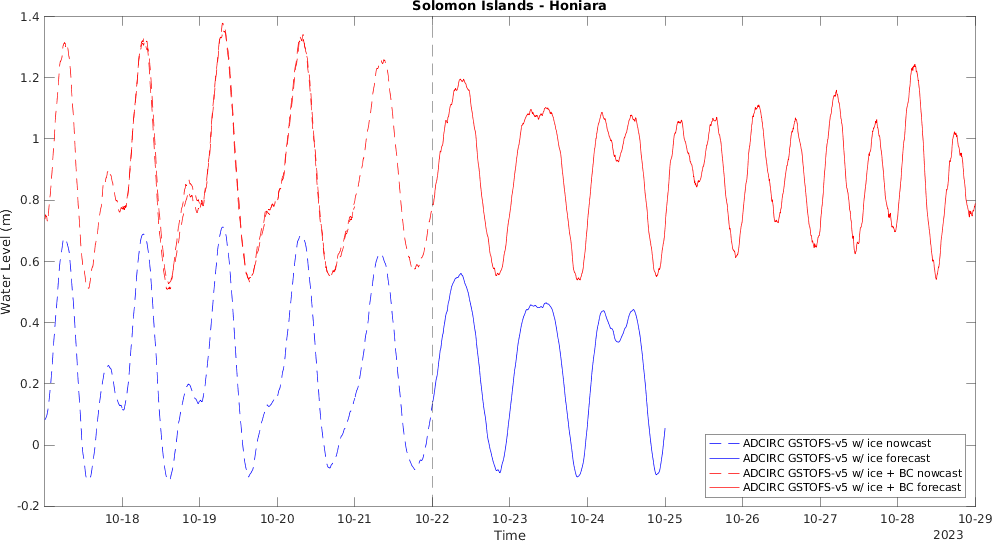 Solomon Islands - Honiara
1.4
1.2
1
0.8
0.6
0.4
0.2
0
-0.2
Water Level (m)
ADCIRC GSTOFS-v5 w/ ice nowcast
ADCIRC GSTOFS-v5 w/ ice forecast
ADCIRC GSTOFS-v5 w/ ice + BC nowcast
ADCIRC GSTOFS-v5 w/ ice + BC forecast
10-18 10-19 10-20 10-21 10-22 10-23 10-24 10-25 10-26 10-27 10-28 10-29
Time
2023